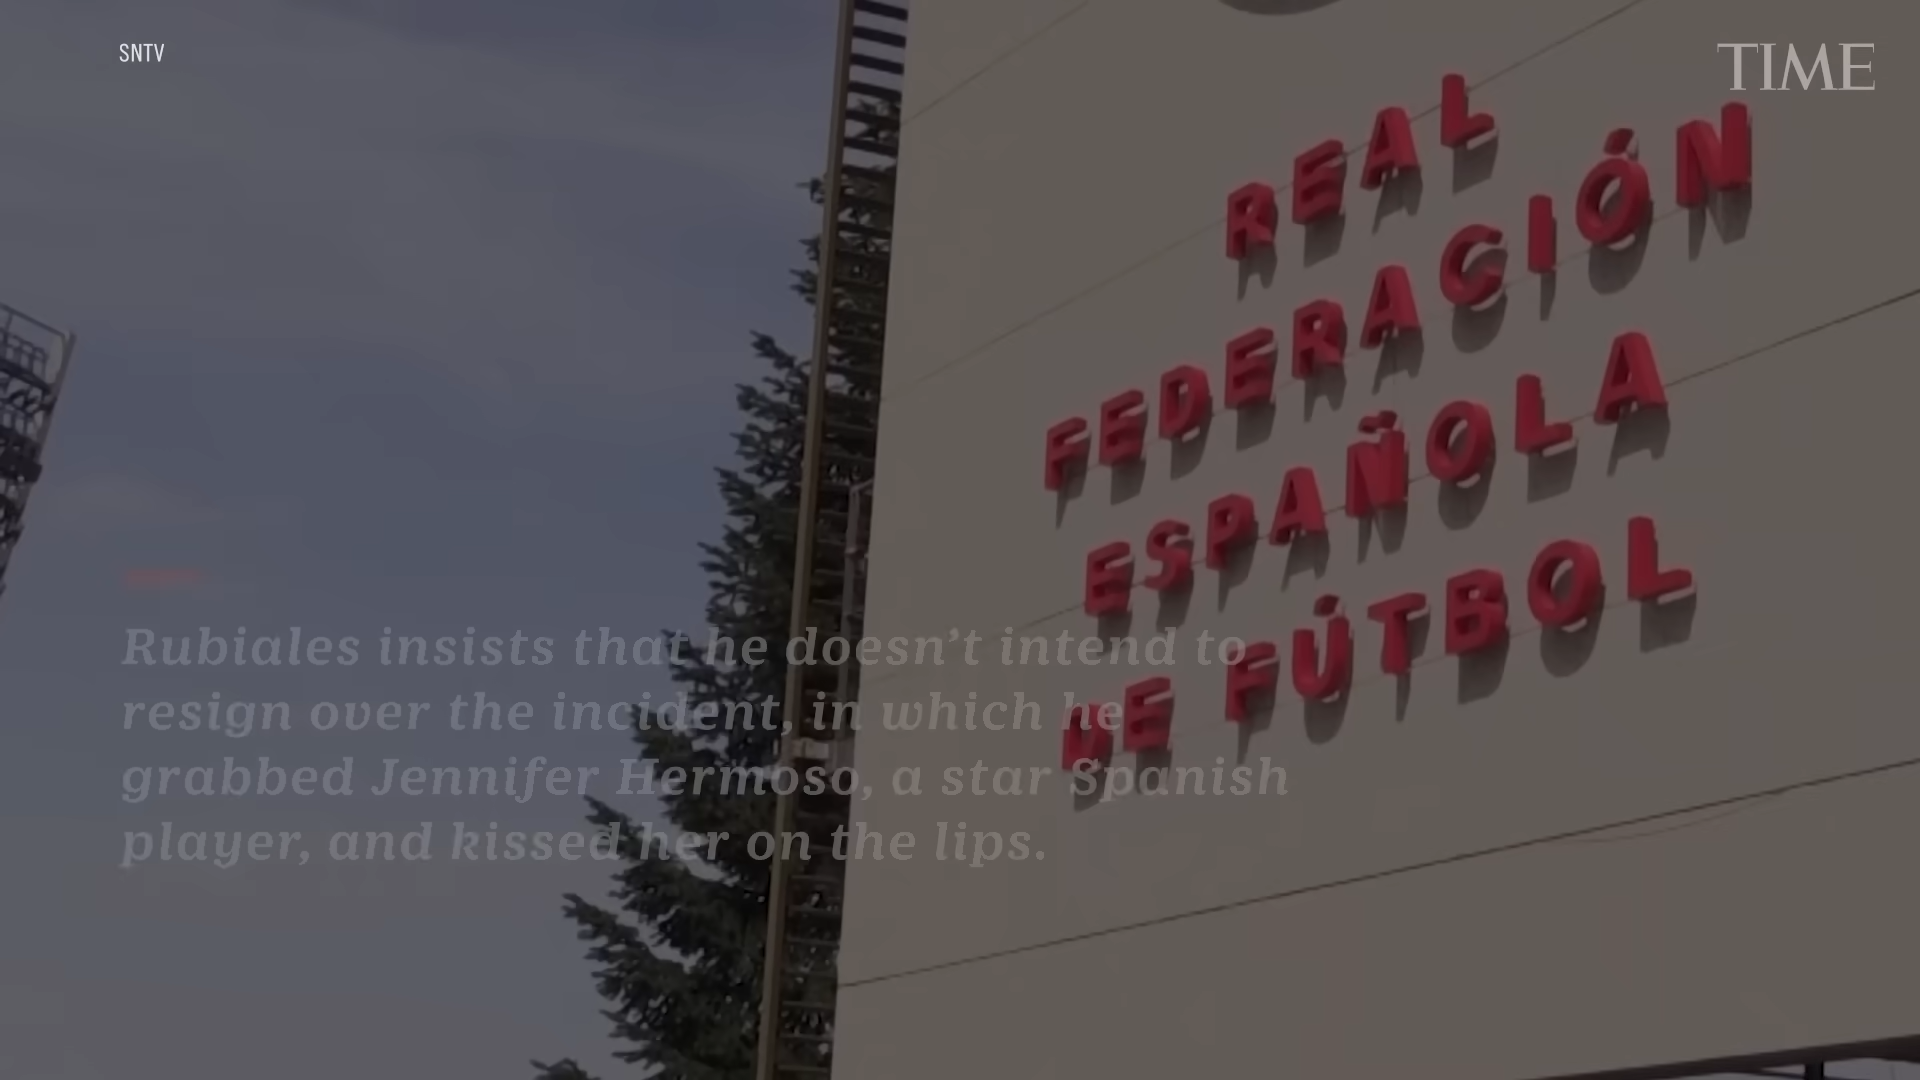 SNTV
TIME
REAL
FEDERACIÓN
ESPAÑOLA
DE FÚTBOL
Rubiales insists that he doesn’t intend to
resign over the incident, in which he
grabbed Jennifer Hermoso, a star Spanish
player, and kissed her on the lips.